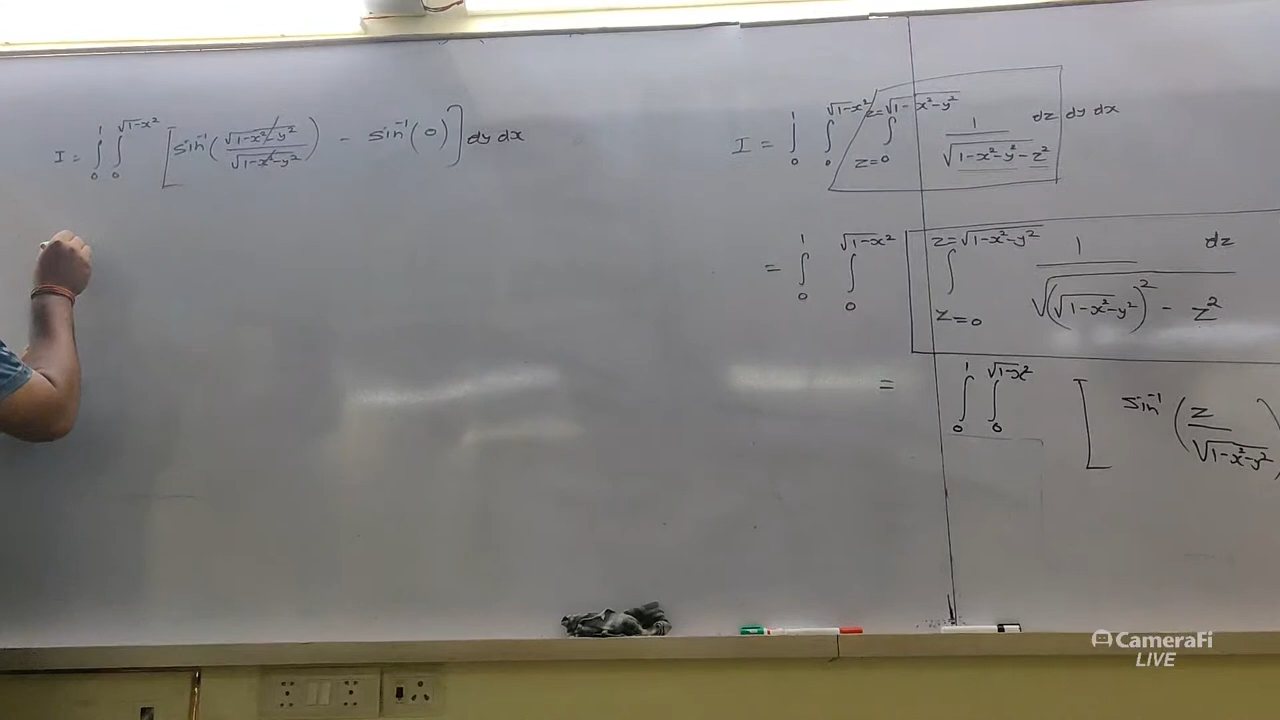 I = ∫₀¹ ∫₀^√1-x² [sin⁻¹(√1-x²-y² / √1-x²-y²) - sin⁻¹(0)] dy dx
I = ∫₀¹ ∫₀^√1-x² ∫_{z=0}^{z=√1-x²-y²} 1/√1-x²-y²-z² dz dy dx
= ∫₀¹ ∫₀^√1-x² ∫_{z=0}^{z=√1-x²-y²} 1/√(√1-x²-y²)² - z² dz
= ∫₀¹ ∫₀^√1-x² [ sin⁻¹(z/√1-x²-y²)
CameraFi
LIVE